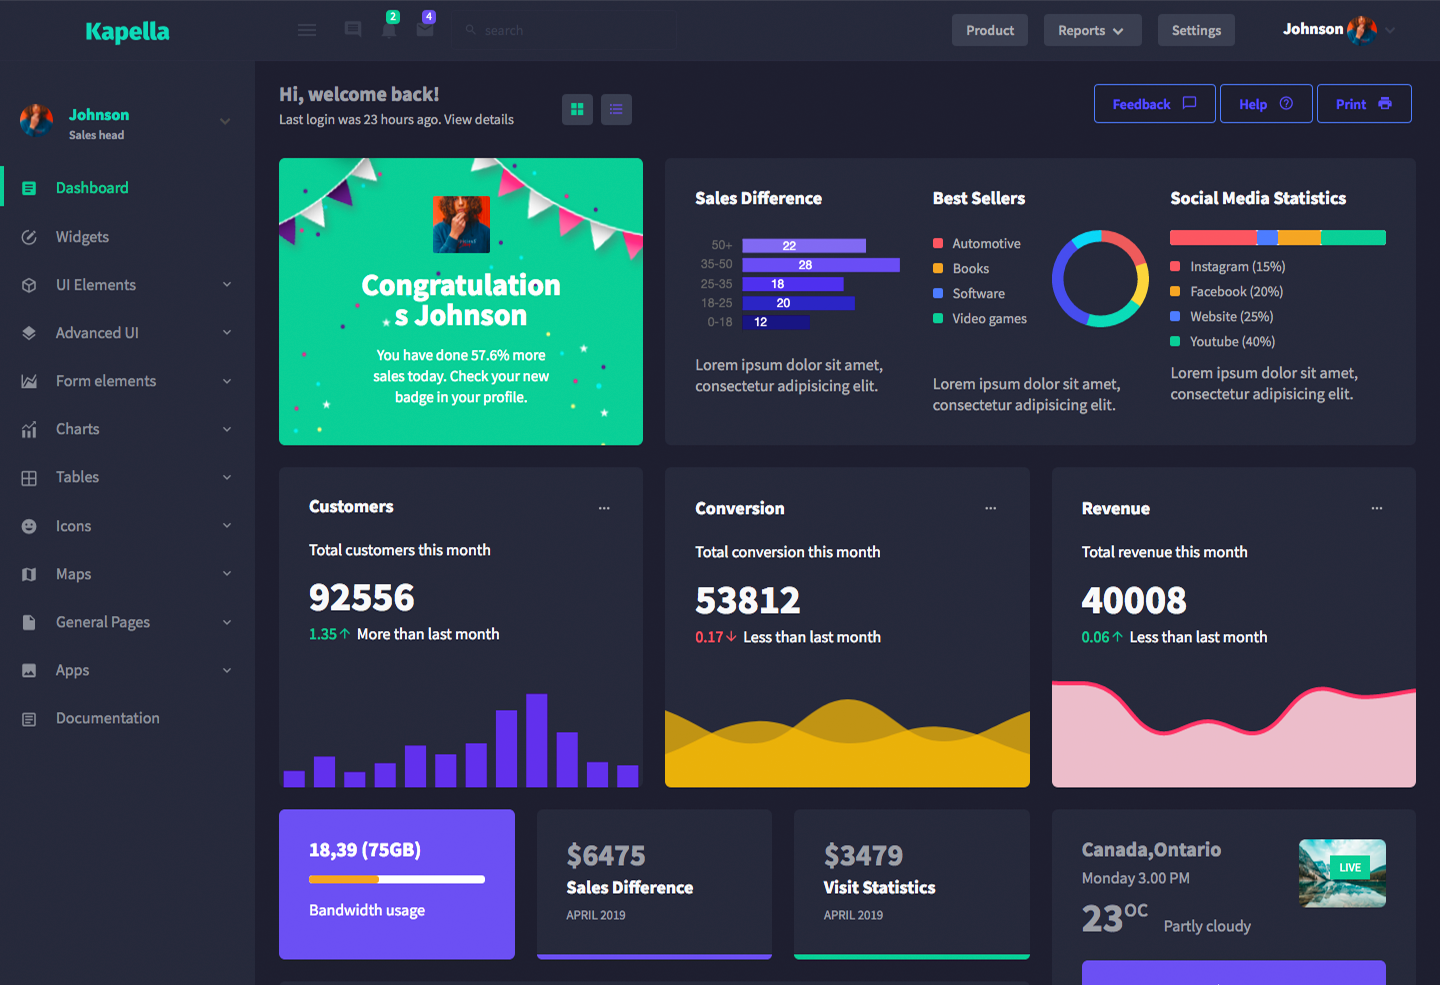 Kapella
2
4
search
Product
Reports
Settings
Johnson
Johnson
Sales head
Dashboard
Widgets
UI Elements
Advanced UI
Form elements
Charts
Tables
Icons
Maps
General Pages
Apps
Documentation
Hi, welcome back!
Last login was 23 hours ago. View details
Feedback
Help
Print
Congratulation
s Johnson
You have done 57.6% more
sales today. Check your new
badge in your profile.
Sales Difference
50+ 22
35-50 28
25-35 18
18-25 20
0-18 12
Lorem ipsum dolor sit amet,
consectetur adipisicing elit.
Best Sellers
Automotive
Books
Software
Video games
Lorem ipsum dolor sit amet,
consectetur adipisicing elit.
Social Media Statistics
Instagram (15%)
Facebook (20%)
Website (25%)
Youtube (40%)
Lorem ipsum dolor sit amet,
consectetur adipisicing elit.
Customers
Total customers this month
92556
1.35 More than last month
Conversion
Total conversion this month
53812
0.17 Less than last month
Revenue
Total revenue this month
40008
0.06 Less than last month
18,39 (75GB)
Bandwidth usage
$6475
Sales Difference
APRIL 2019
$3479
Visit Statistics
APRIL 2019
Canada,Ontario
Monday 3.00 PM
23OC Partly cloudy
LIVE